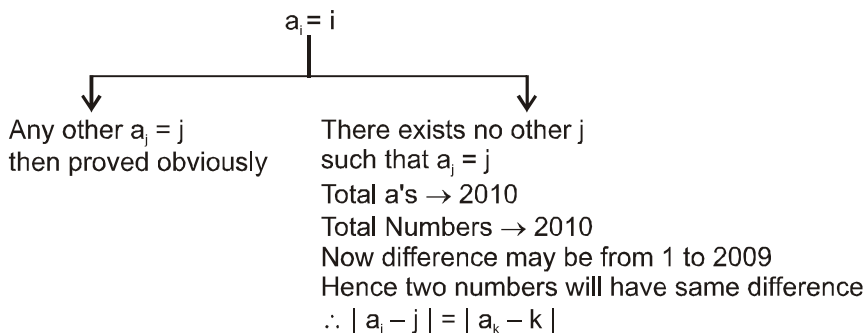 aᵢ = i
Any other aⱼ = j
then proved obviously
There exists no other j
such that aⱼ = j
Total a's → 2010
Total Numbers → 2010
Now difference may be from 1 to 2009
Hence two numbers will have same difference
∴ | aⱼ – j | = | aₖ – k |